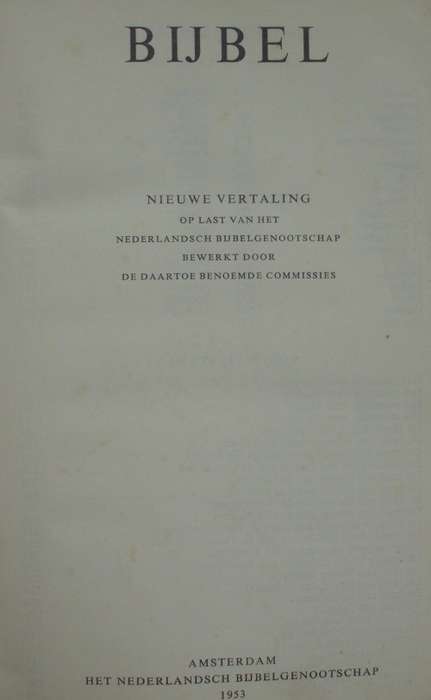 BIJBEL
NIEUWE VERTALING
OP LAST VAN HET
NEDERLANDSCH BIJBELGENOOTSCHAP
BEWERKT DOOR
DE DAARTOE BENOEMDE COMMISSIES
AMSTERDAM
HET NEDERLANDSCH BIJBELGENOOTSCHAP
1953